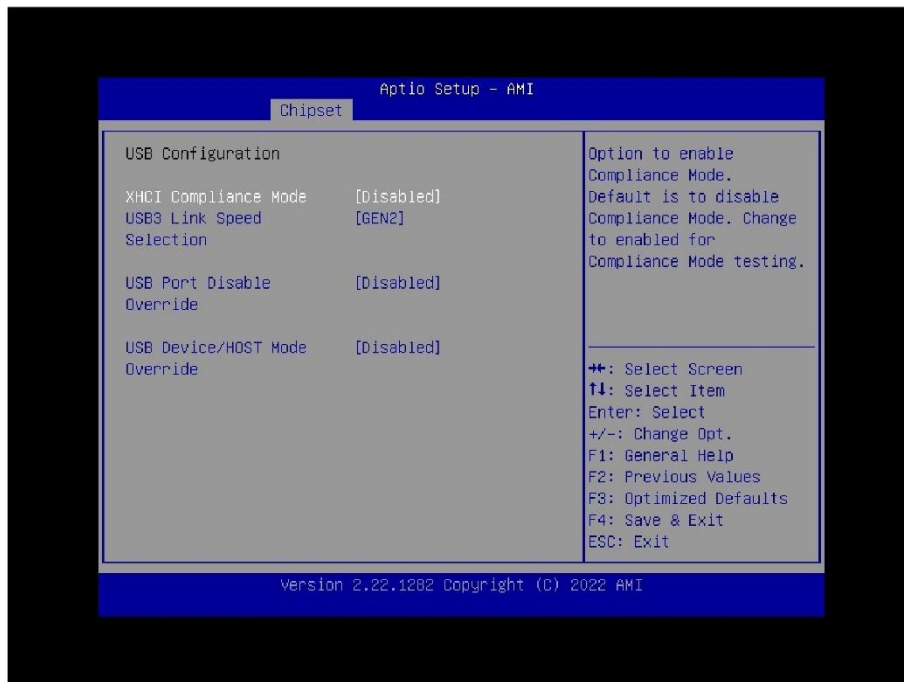 Aptio Setup – AMI
Chipset
USB Configuration
XHCI Compliance Mode [Disabled]
USB3 Link Speed [GEN2]
Selection
USB Port Disable [Disabled]
Override
USB Device/HOST Mode [Disabled]
Override
Option to enable
Compliance Mode.
Default is to disable
Compliance Mode. Change
to enabled for
Compliance Mode testing.
→←: Select Screen
↑↓: Select Item
Enter: Select
+/-: Change Opt.
F1: General Help
F2: Previous Values
F3: Optimized Defaults
F4: Save & Exit
ESC: Exit
Version 2.22.1282 Copyright (C) 2022 AMI